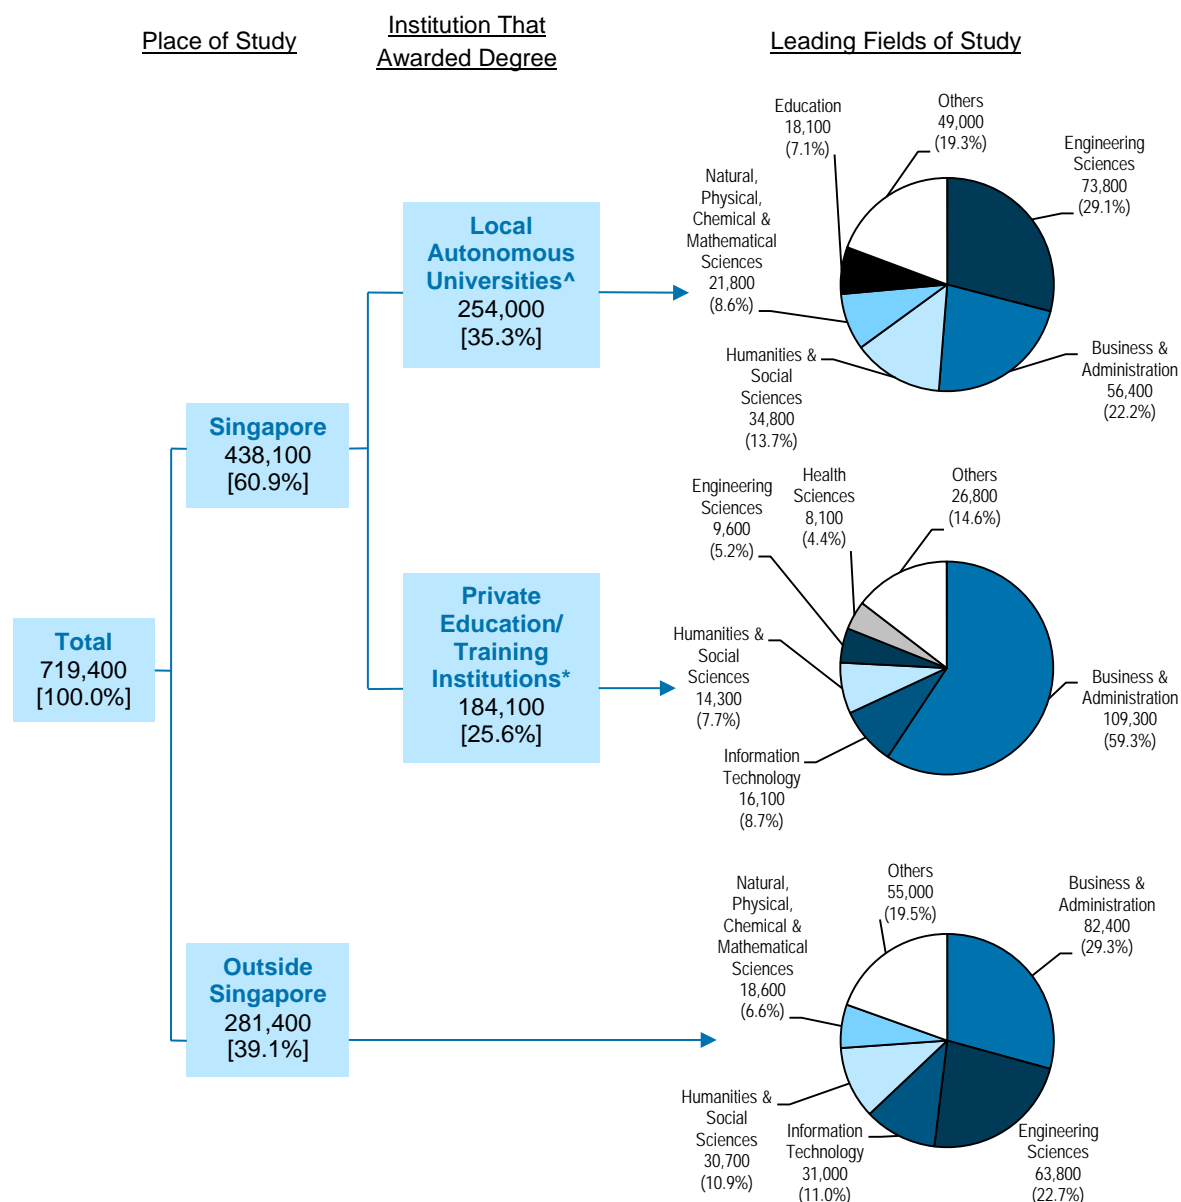 Place of Study
Institution That
Awarded Degree
Leading Fields of Study
Total
719,400
[100.0%]
Singapore
438,100
[60.9%]
Outside
Singapore
281,400
[39.1%]
Local
Autonomous
Universities^
254,000
[35.3%]
Private
Education/
Training
Institutions*
184,100
[25.6%]
Education
18,100
(7.1%)
Others
49,000
(19.3%)
Engineering
Sciences
73,800
(29.1%)
Natural,
Physical,
Chemical &
Mathematical
Sciences
21,800
(8.6%)
Humanities &
Social
Sciences
34,800
(13.7%)
Business &
Administration
56,400
(22.2%)
Engineering
Sciences
9,600
(5.2%)
Health
Sciences
8,100
(4.4%)
Others
26,800
(14.6%)
Humanities &
Social
Sciences
14,300
(7.7%)
Information
Technology
16,100
(8.7%)
Business &
Administration
109,300
(59.3%)
Natural,
Physical,
Chemical &
Mathematical
Sciences
18,600
(6.6%)
Others
55,000
(19.5%)
Business &
Administration
82,400
(29.3%)
Humanities &
Social
Sciences
30,700
(10.9%)
Information
Technology
31,000
(11.0%)
Engineering
Sciences
63,800
(22.7%)